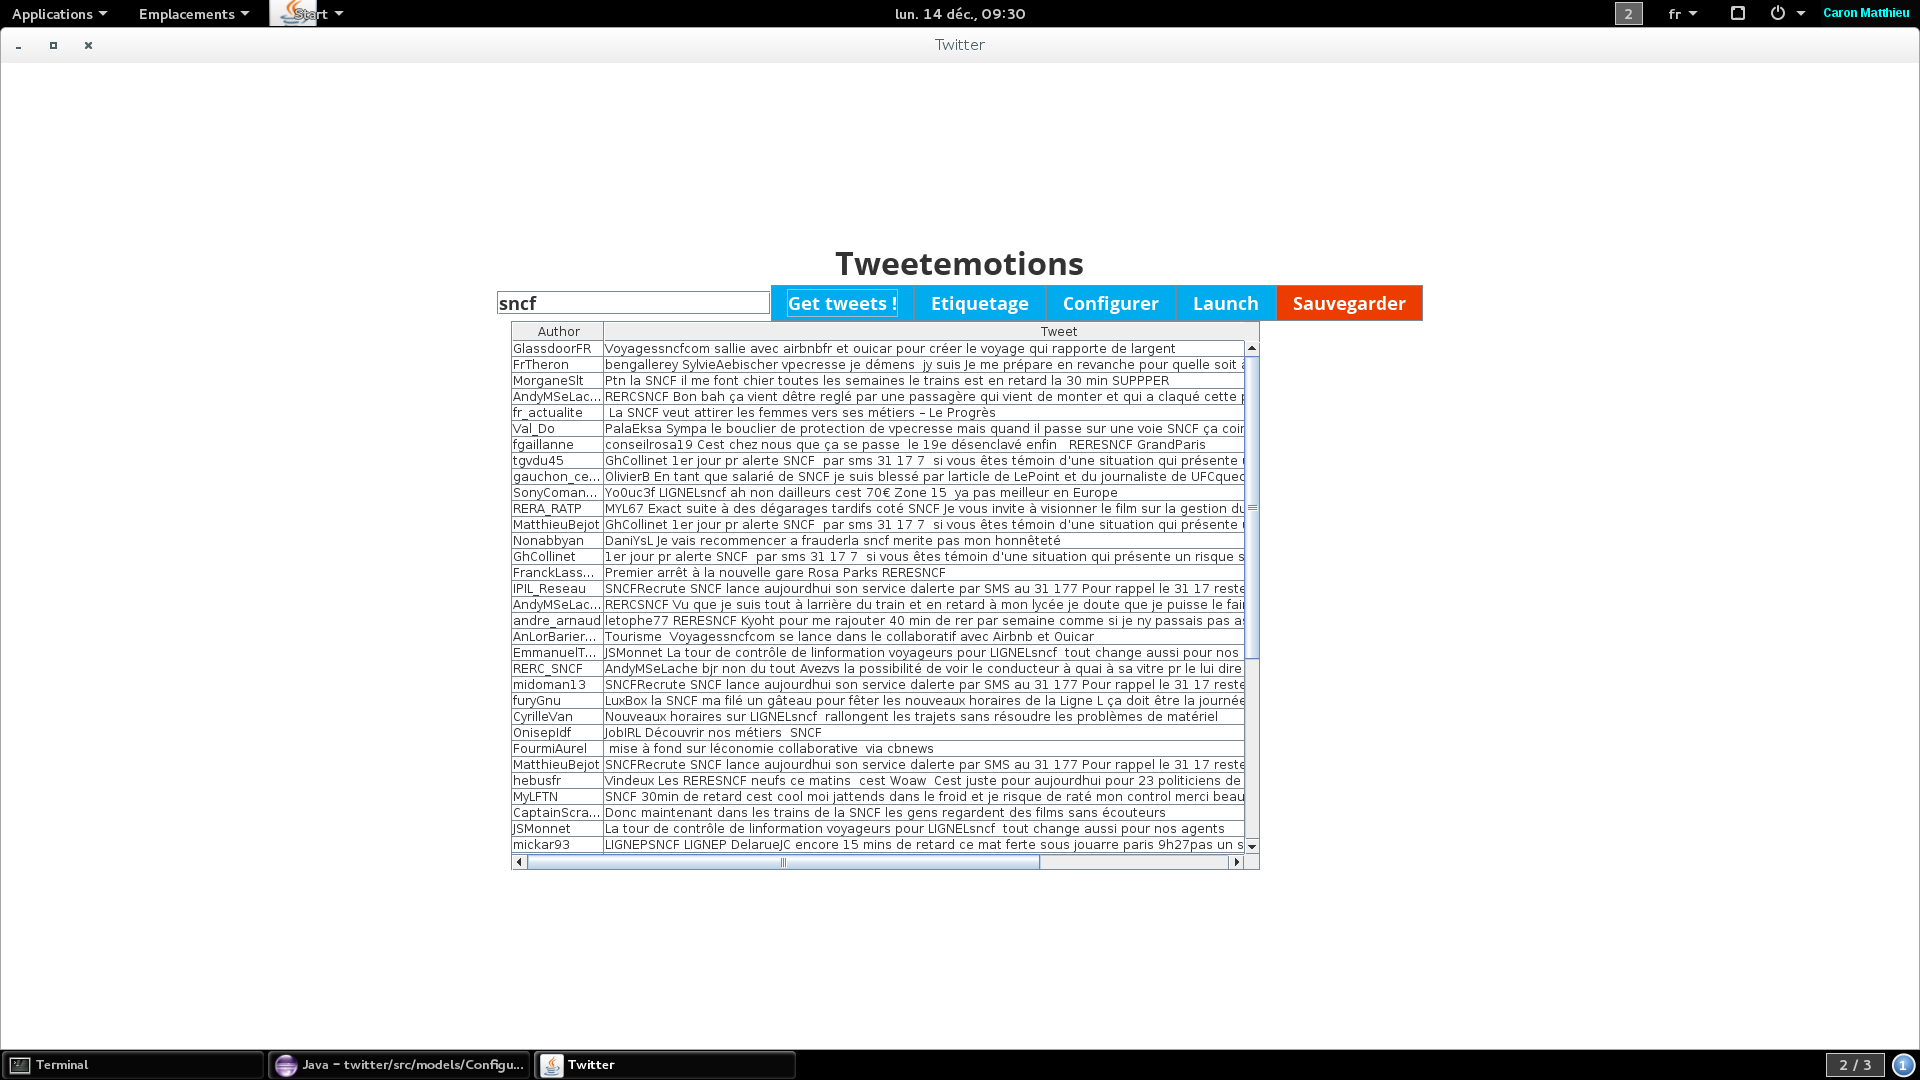 Applications Emplacements Start lun. 14 déc., 09:30 2 fr Caron Matthieu
Twitter
Tweetemotions
sncf Get tweets ! Etiquetage Configurer Launch Sauvegarder
Author Tweet
GlassdoorFR Voyagessncfcom sallie avec airbnbfr et ouicar pour créer le voyage qui rapporte de largent
FrTheron bengallerey SylvieAebischer vpecresse je démens jy suis Je me prépare en revanche pour quelle soit
MorganeSlt Ptn la SNCF il me font chier toutes les semaines le trains est en retard la 30 min SUPPPER
AndyMSeLac... RERCSNCF Bon bah ça vient dêtre reglé par une passagère qui vient de monter et qui a claqué cette
fr_actualite La SNCF veut attirer les femmes vers ses métiers – Le Progrès
Val_Do PalaEksa Sympa le bouclier de protection de vpecresse mais quand il passe sur une voie SNCF ça coir
fgaillanne conseilrosa19 Cest chez nous que ça se passe le 19e désenclavé enfin RERESNCF GrandParis
tgvdu45 GhCollinet 1er jour pr alerte SNCF par sms 31 17 7 si vous êtes témoin d'une situation qui présente
gauchon_ce... OlivierB En tant que salarié de SNCF je suis blessé par larticle de LePoint et du journaliste de UFCquec
SonyComan... Yo0uc3f LIGNELsncf ah non dailleurs cest 70€ Zone 15 ya pas meilleur en Europe
RERA_RATP MYL67 Exact suite à des dégarages tardifs coté SNCF Je vous invite à visionner le film sur la gestion du
MatthieuBejot GhCollinet 1er jour pr alerte SNCF par sms 31 17 7 si vous êtes témoin d'une situation qui présente
Nonabbyan DaniYsL Je vais recommencer a frauderla sncf merite pas mon honnêteté
GhCollinet 1er jour pr alerte SNCF par sms 31 17 7 si vous êtes témoin d'une situation qui présente un risque s
FranckLass... Premier arrêt à la nouvelle gare Rosa Parks RERESNCF
IPIL_Reseau SNCFRecrute SNCF lance aujourdhui son service dalerte par SMS au 31 177 Pour rappel le 31 17 reste
AndyMSeLac... RERCSNCF Vu que je suis tout à larrière du train et en retard à mon lycée je doute que je puisse le fair
andre_arnaud letophe77 RERESNCF Kyoht pour me rajouter 40 min de rer par semaine comme si je ny passais pas as
AnLorBarier... Tourisme Voyagessncfcom se lance dans le collaboratif avec Airbnb et Ouicar
EmmanuelT... JSMonnet La tour de contrôle de linformation voyageurs pour LIGNELsncf tout change aussi pour nos
RERC_SNCF AndyMSeLache bjr non du tout Avezvs la possibilité de voir le conducteur à quai à sa vitre pr le lui dire
midoman13 SNCFRecrute SNCF lance aujourdhui son service dalerte par SMS au 31 177 Pour rappel le 31 17 reste
furyGnu LuxBox la SNCF ma filé un gâteau pour fêter les nouveaux horaires de la Ligne L ça doit être la journée
CyrilleVan Nouveaux horaires sur LIGNELsncf rallongent les trajets sans résoudre les problèmes de matériel
OnisepIdf JobIRL Découvrir nos métiers SNCF
FourmiAurel mise à fond sur léconomie collaborative via cbnews
MatthieuBejot SNCFRecrute SNCF lance aujourdhui son service dalerte par SMS au 31 177 Pour rappel le 31 17 reste
hebusfr Vindeux Les RERESNCF neufs ce matins cest Woaw Cest juste pour aujourdhui pour 23 politiciens de
MyLFTN SNCF 30min de retard cest cool moi jattends dans le froid et je risque de raté mon control merci beau
CaptainScra... Donc maintenant dans les trains de la SNCF les gens regardent des films sans écouteurs
JSMonnet La tour de contrôle de linformation voyageurs pour LIGNELsncf tout change aussi pour nos agents
mickar93 LIGNEPSNCF LIGNEP DelarueJC encore 15 mins de retard ce mat ferte sous jouarre paris 9h27pas un s
Terminal Java – twitter/src/models/Configu... Twitter 2 / 3 1